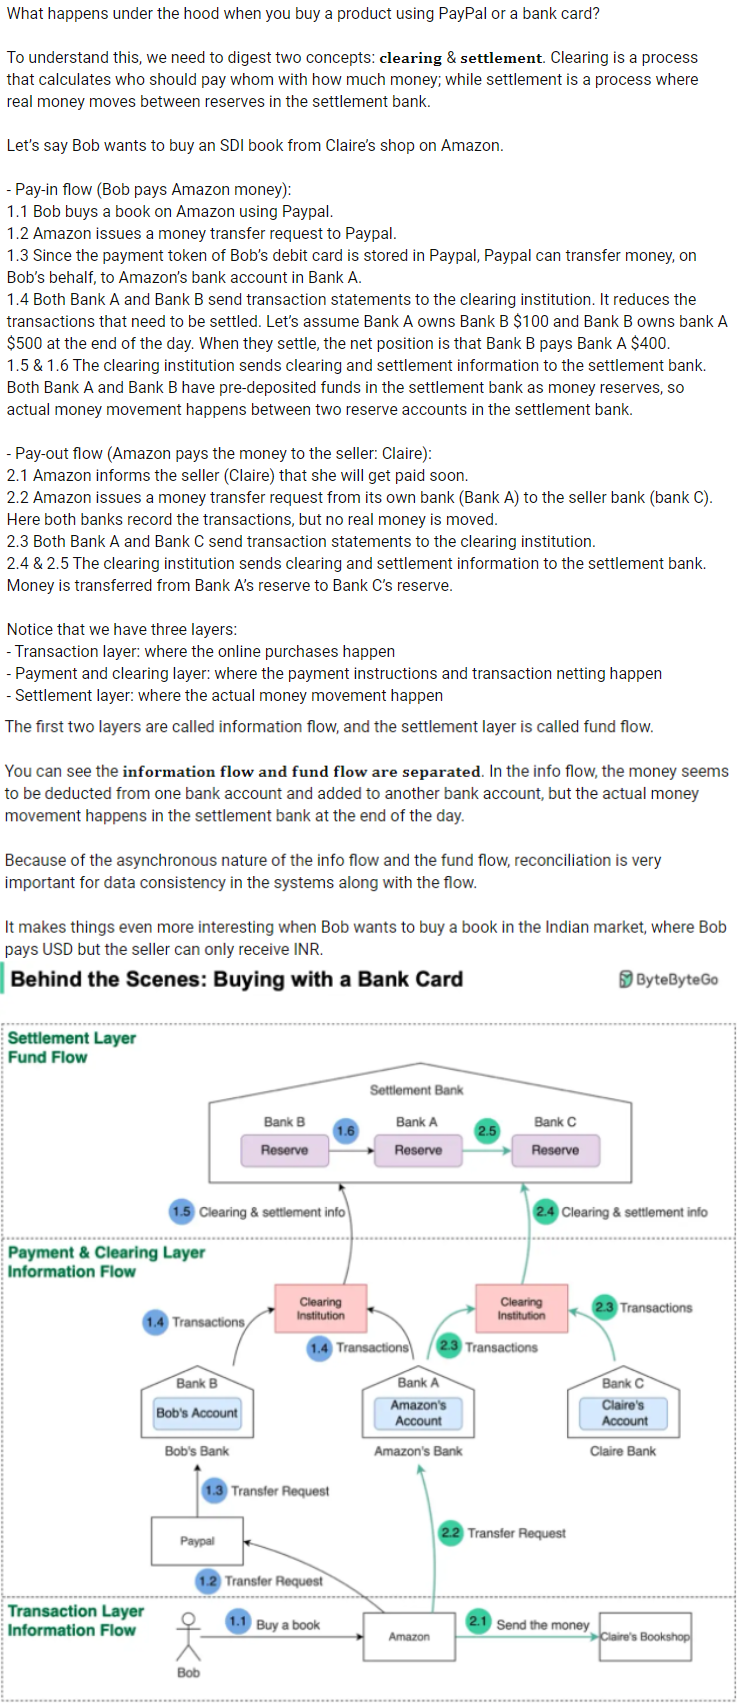 What happens under the hood when you buy a product using PayPal or a bank card?
To understand this, we need to digest two concepts: clearing & settlement. Clearing is a process
that calculates who should pay whom with how much money; while settlement is a process where
real money moves between reserves in the settlement bank.
Let's say Bob wants to buy an SDI book from Claire's shop on Amazon.
- Pay-in flow (Bob pays Amazon money):
1.1 Bob buys a book on Amazon using Paypal.
1.2 Amazon issues a money transfer request to Paypal.
1.3 Since the payment token of Bob's debit card is stored in Paypal, Paypal can transfer money, on
Bob's behalf, to Amazon's bank account in Bank A.
1.4 Both Bank A and Bank B send transaction statements to the clearing institution. It reduces the
transactions that need to be settled. Let's assume Bank A owns Bank B $100 and Bank B owns bank A
$500 at the end of the day. When they settle, the net position is that Bank B pays Bank A $400.
1.5 & 1.6 The clearing institution sends clearing and settlement information to the settlement bank.
Both Bank A and Bank B have pre-deposited funds in the settlement bank as money reserves, so
actual money movement happens between two reserve accounts in the settlement bank.
- Pay-out flow (Amazon pays the money to the seller: Claire):
2.1 Amazon informs the seller (Claire) that she will get paid soon.
2.2 Amazon issues a money transfer request from its own bank (Bank A) to the seller bank (bank C).
Here both banks record the transactions, but no real money is moved.
2.3 Both Bank A and Bank C send transaction statements to the clearing institution.
2.4 & 2.5 The clearing institution sends clearing and settlement information to the settlement bank.
Money is transferred from Bank A's reserve to Bank C's reserve.
Notice that we have three layers:
- Transaction layer: where the online purchases happen
- Payment and clearing layer: where the payment instructions and transaction netting happen
- Settlement layer: where the actual money movement happen
The first two layers are called information flow, and the settlement layer is called fund flow.
You can see the information flow and fund flow are separated. In the info flow, the money seems
to be deducted from one bank account and added to another bank account, but the actual money
movement happens in the settlement bank at the end of the day.
Because of the asynchronous nature of the info flow and the fund flow, reconciliation is very
important for data consistency in the systems along with the flow.
It makes things even more interesting when Bob wants to buy a book in the Indian market, where Bob
pays USD but the seller can only receive INR.
Behind the Scenes: Buying with a Bank Card
ByteByteGo
Settlement Layer
Fund Flow
Settlement Bank
Bank B
Bank A
Bank C
1.6
2.5
Reserve
Reserve
Reserve
1.5 Clearing & settlement info
2.4 Clearing & settlement info
Payment & Clearing Layer
Information Flow
Clearing
Institution
Clearing
Institution
2.3 Transactions
1.4 Transactions
1.4 Transactions
2.3 Transactions
Bank B
Bank A
Bank C
Bob's Account
Amazon's
Account
Claire's
Account
Bob's Bank
Amazon's Bank
Claire Bank
1.3 Transfer Request
2.2 Transfer Request
Paypal
1.2 Transfer Request
Transaction Layer
Information Flow
1.1 Buy a book
Amazon
2.1 Send the money
Claire's Bookshop
Bob